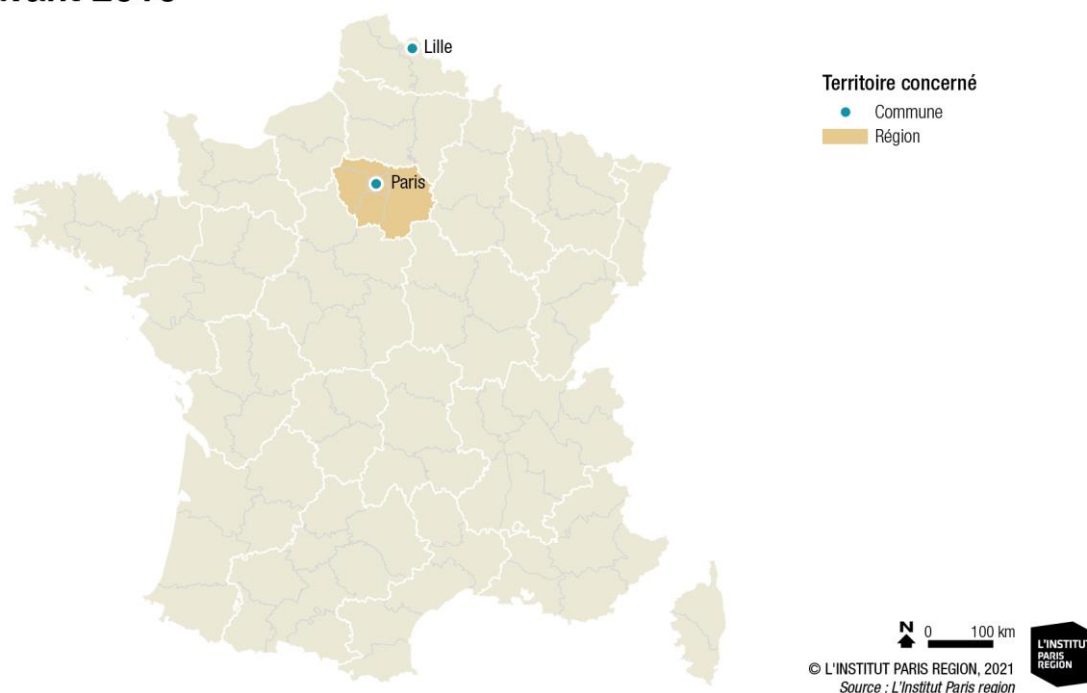 Lille
Paris
Territoire concerné
Commune
Région
N 0 100 km
© L'INSTITUT PARIS REGION, 2021
Source : L'Institut Paris region
L'INSTITUT
PARIS
REGION